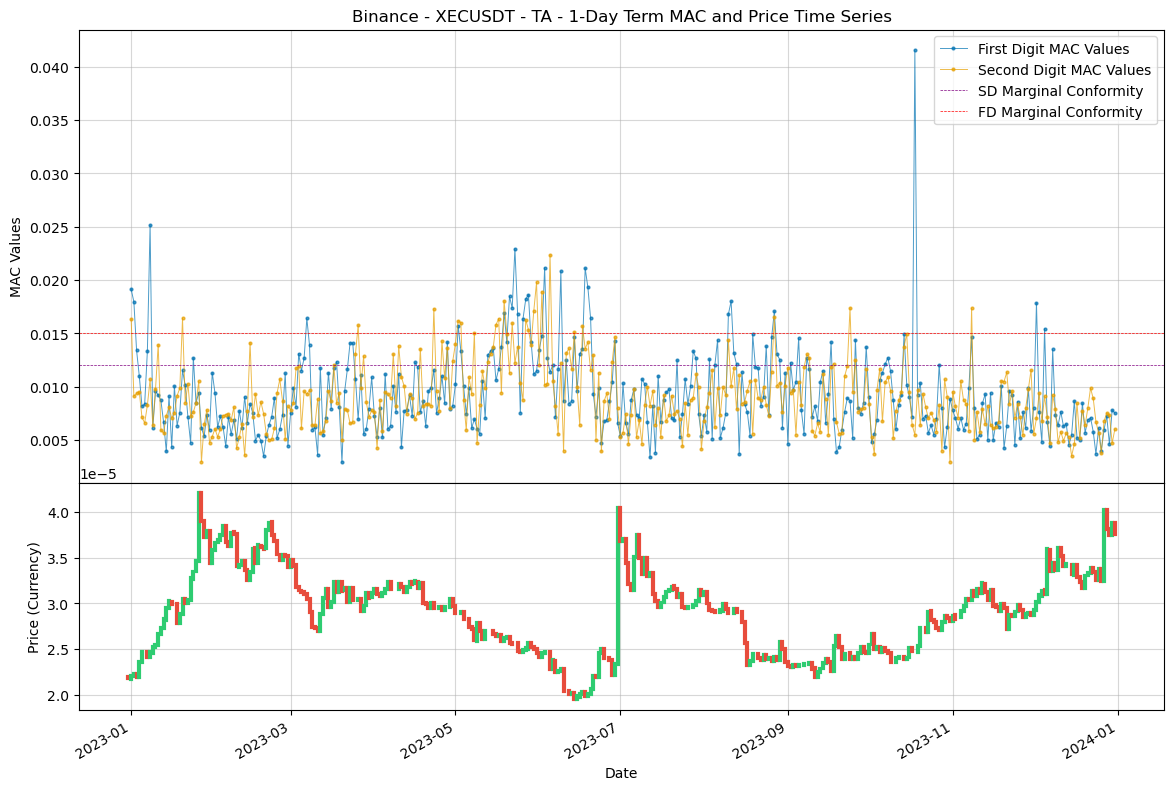 Binance - XECUSDT - TA - 1-Day Term MAC and Price Time Series
First Digit MAC Values
Second Digit MAC Values
SD Marginal Conformity
FD Marginal Conformity
MAC Values
0.040
0.035
0.030
0.025
0.020
0.015
0.010
0.005
1e−5
Price (Currency)
4.0
3.5
3.0
2.5
2.0
2023-01
2023-03
2023-05
2023-07
2023-09
2023-11
2024-01
Date